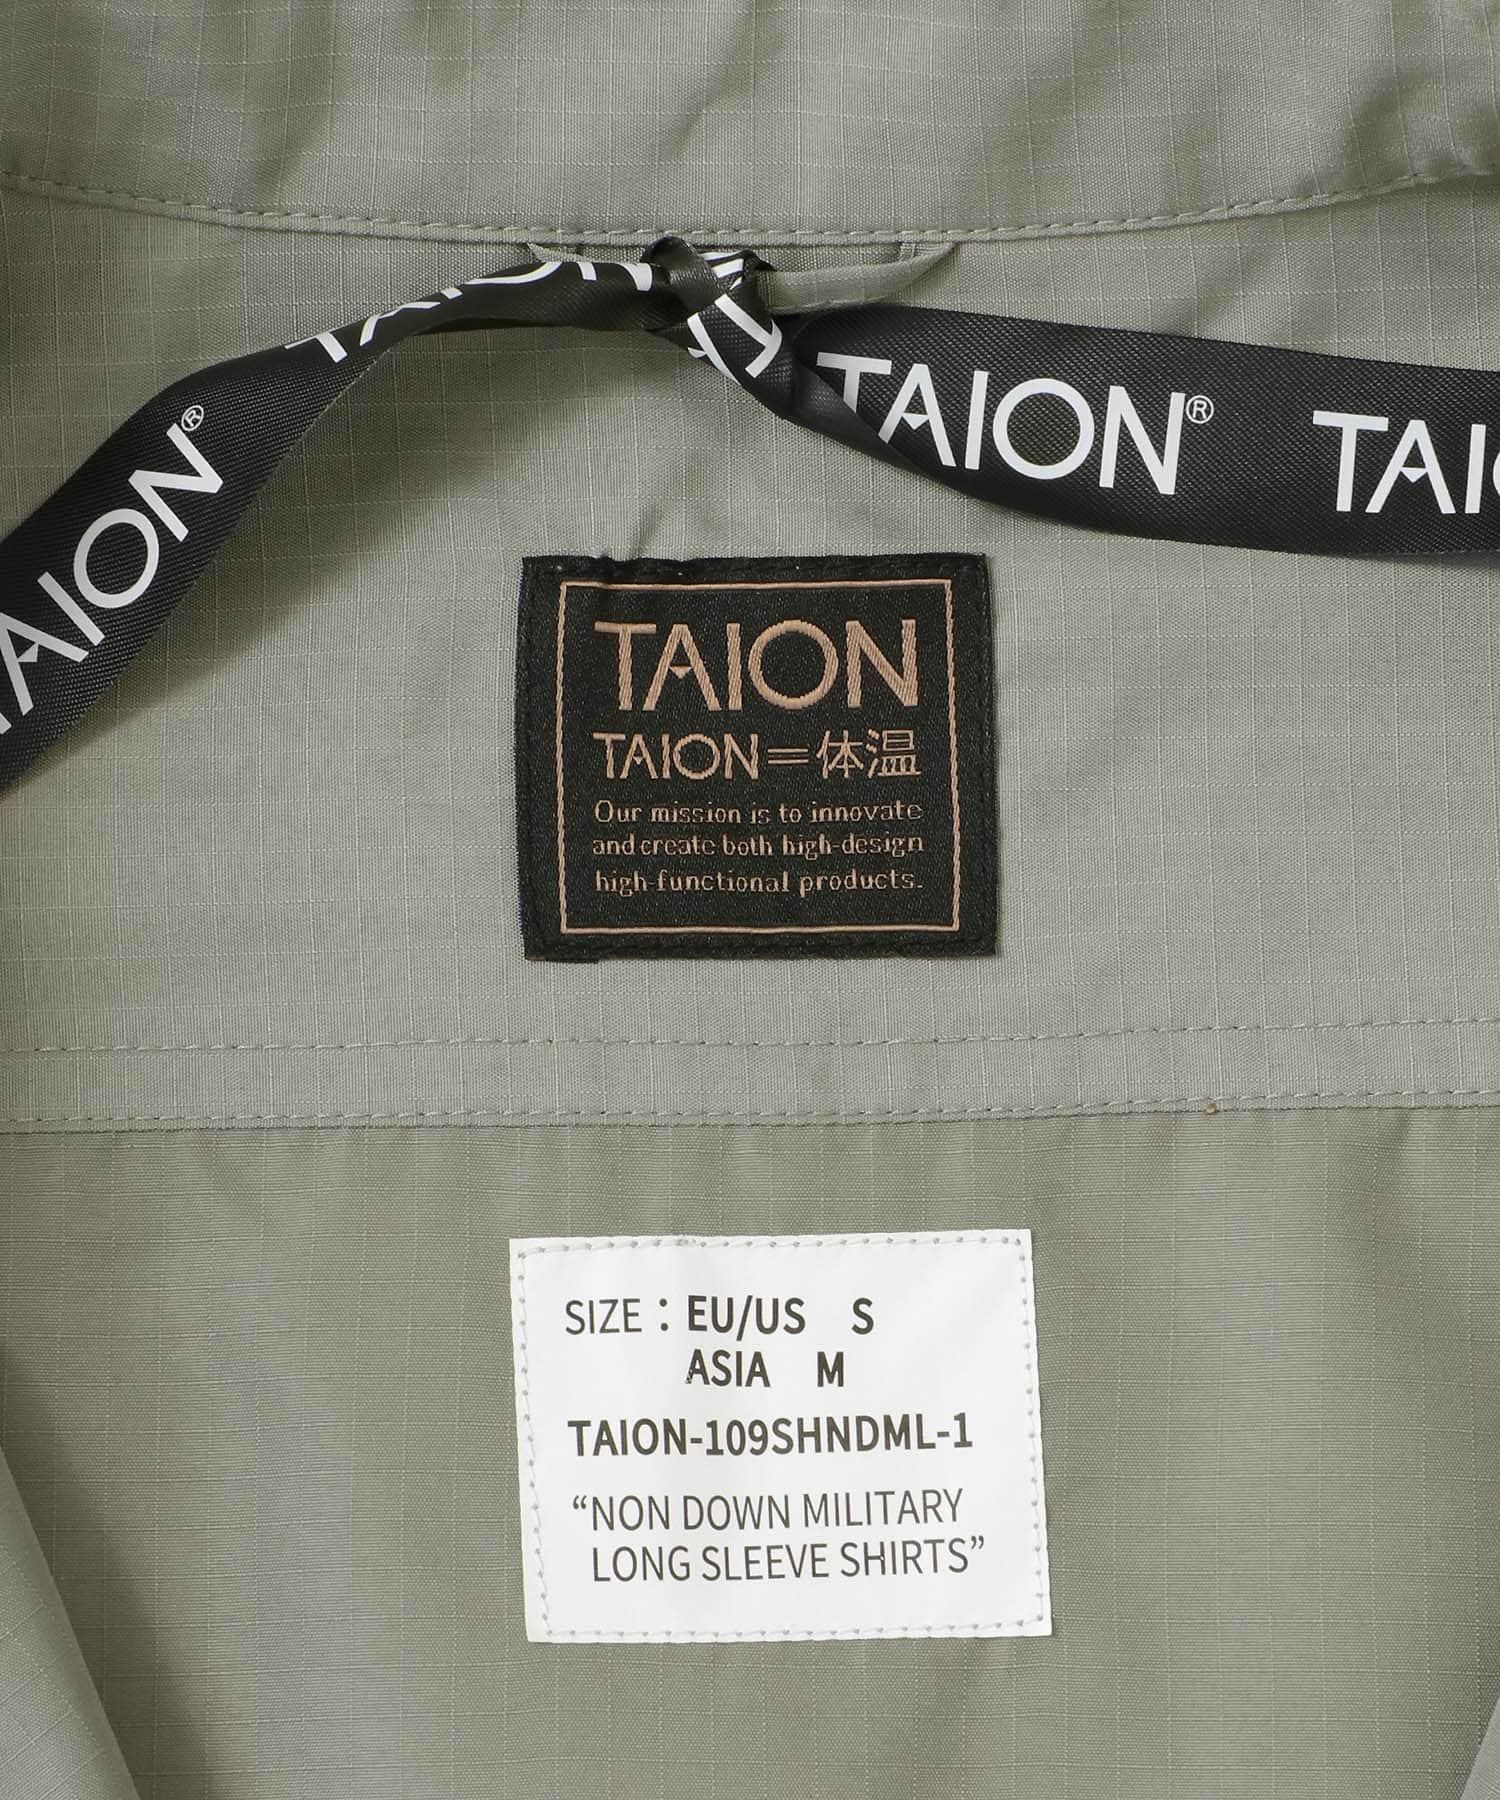 TAION
TAION®
TAION®
TAION
TAION=体温
Our mission is to innovate
and create both high-design
high-functional products.
SIZE : EU/US S
ASIA M
TAION-109SHNDML-1
“NON DOWN MILITARY
LONG SLEEVE SHIRTS”